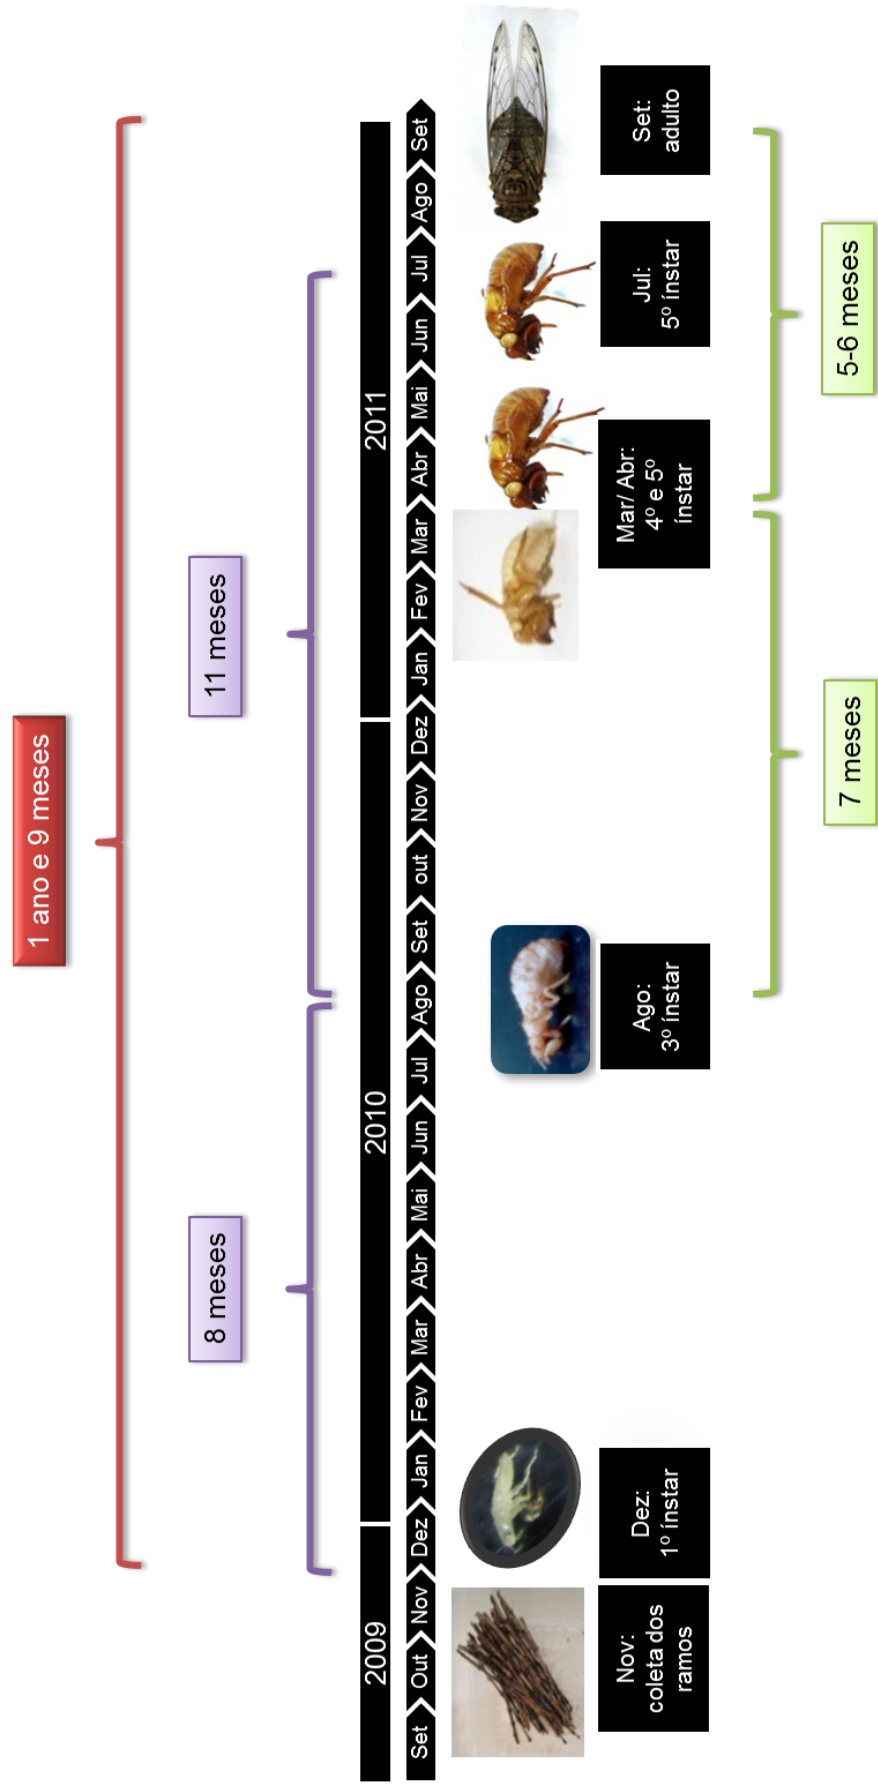 1 ano e 9 meses
8 meses
11 meses
2009
2010
2011
Set
Out
Nov
Dez
Jan
Fev
Mar
Abr
Mai
Jun
Jul
Ago
Set
out
Nov
Dez
Jan
Fev
Mar
Abr
Mai
Jun
Jul
Ago
Set
Nov:
coleta dos
ramos
Dez:
1º ínstar
Ago:
3º ínstar
Mar/ Abr:
4º e 5º
ínstar
Jul:
5º ínstar
Set:
adulto
7 meses
5-6 meses